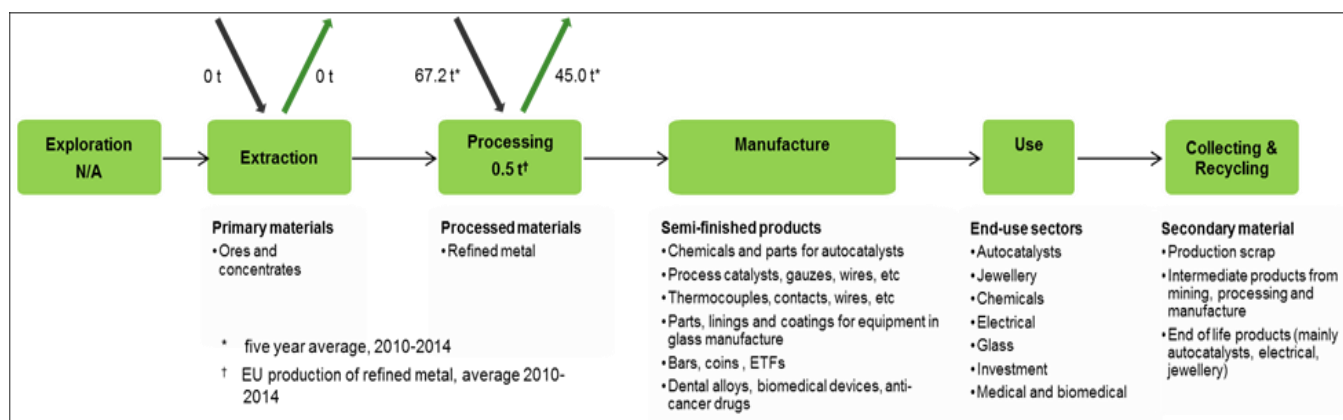 0 t
0 t
67.2 t*
45.0 t*
Exploration
N/A
Extraction
Processing
0.5 t†
Manufacture
Use
Collecting &
Recycling
Primary materials
•Ores and
concentrates
Processed materials
•Refined metal
Semi-finished products
•Chemicals and parts for autocatalysts
•Process catalysts, gauzes, wires, etc
•Thermocouples, contacts, wires, etc
•Parts, linings and coatings for equipment in
glass manufacture
•Bars, coins , ETFs
•Dental alloys, biomedical devices, anti-
cancer drugs
End-use sectors
•Autocatalysts
•Jewellery
•Chemicals
•Electrical
•Glass
•Investment
•Medical and biomedical
Secondary material
•Production scrap
•Intermediate products from
mining, processing and
manufacture
•End of life products (mainly
autocatalysts, electrical,
jewellery)
* five year average, 2010-2014
† EU production of refined metal, average 2010-
2014